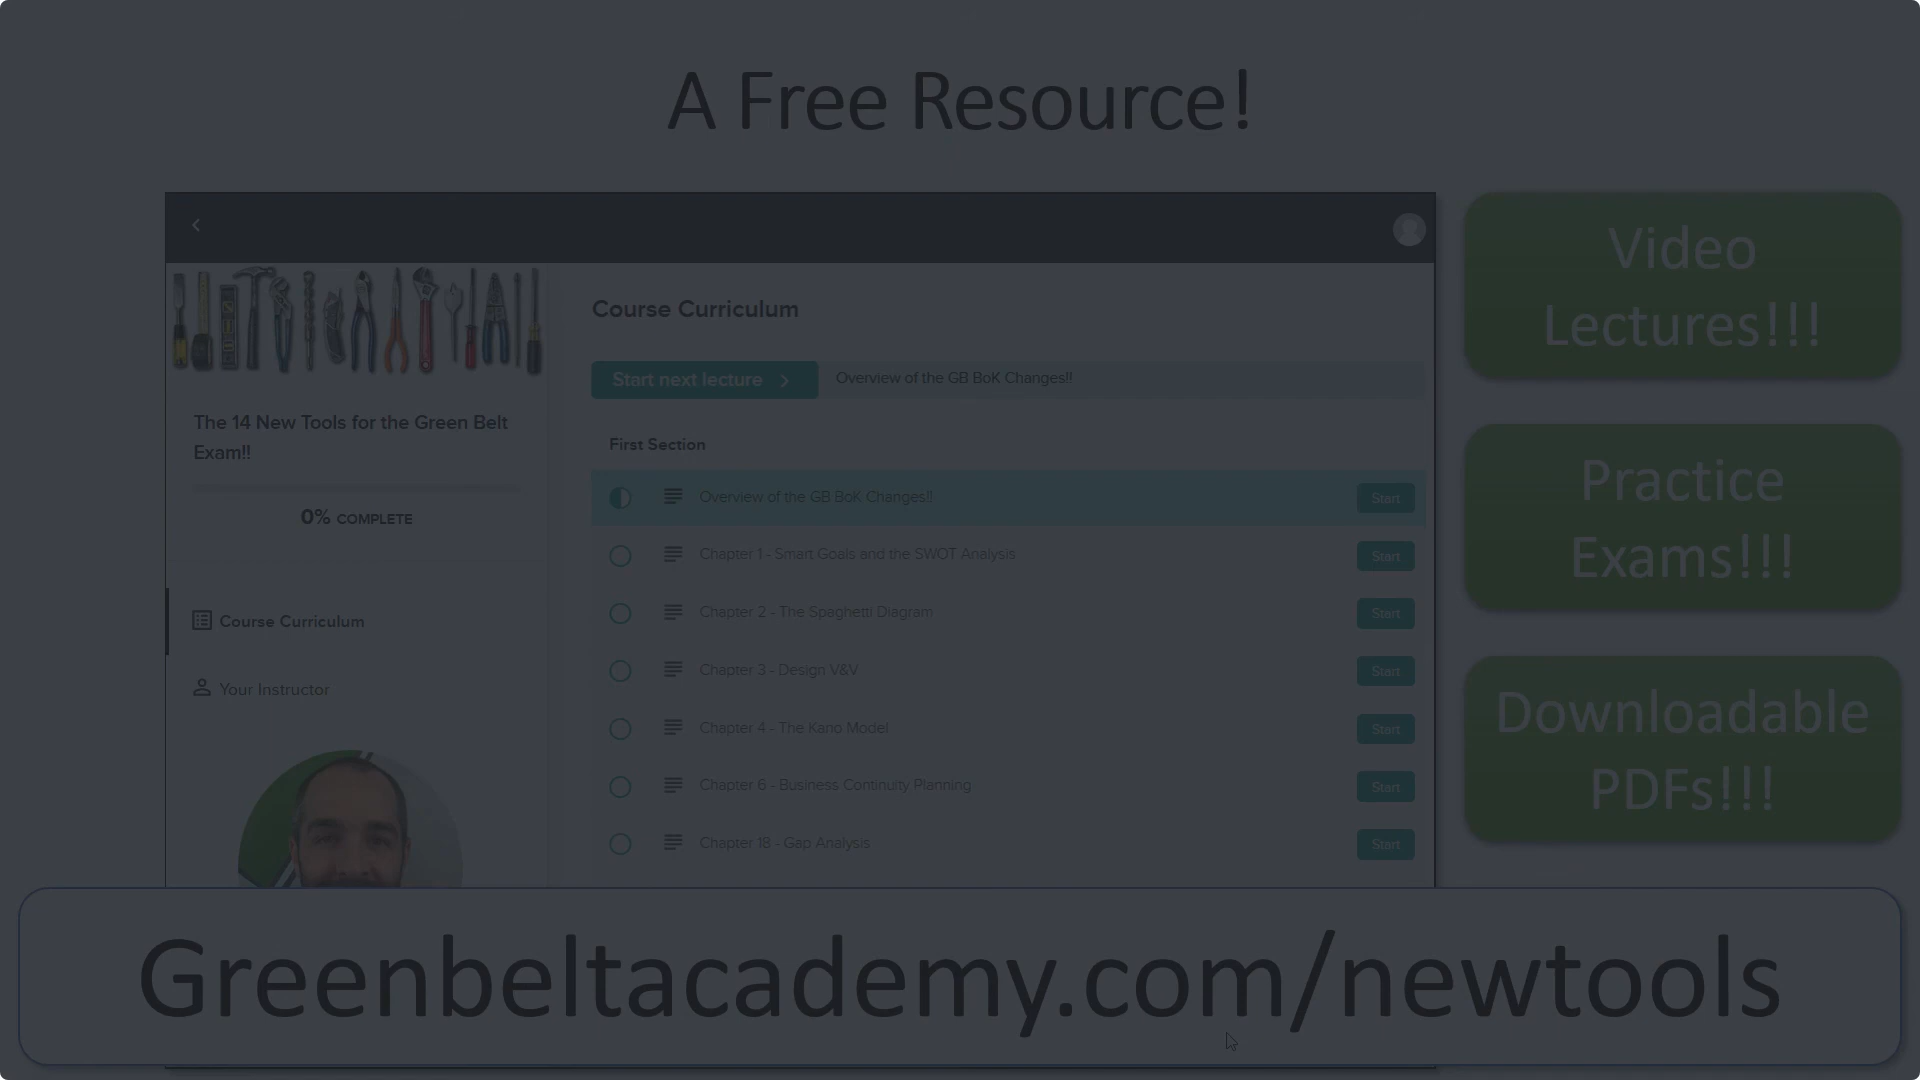 A Free Resource!
The 14 New Tools for the Green Belt
Exam!!
0% COMPLETE
Course Curriculum
Your Instructor
Course Curriculum
Start next lecture
Overview of the GB BoK Changes!!
First Section
Overview of the GB BoK Changes!! Start
Chapter 1 - Smart Goals and the SWOT Analysis Start
Chapter 2 - The Spaghetti Diagram Start
Chapter 3 - Design V&V Start
Chapter 4 - The Kano Model Start
Chapter 6 - Business Continuity Planning Start
Chapter 18 - Gap Analysis Start
Video
Lectures!!!
Practice
Exams!!!
Downloadable
PDFs!!!
Greenbeltacademy.com/newtools